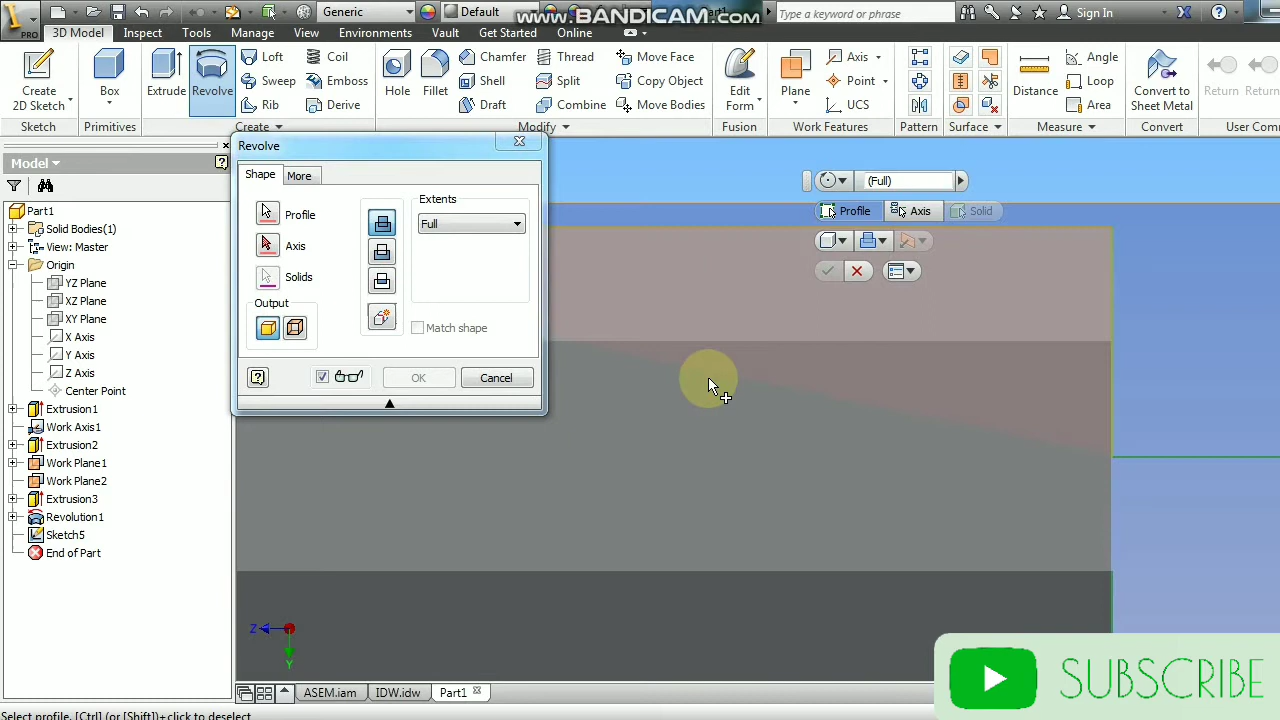 www.BANDICAM.com
Generic
Default
Part1
Type a keyword or phrase
Sign In
PRO
3D Model
Inspect
Tools
Manage
View
Environments
Vault
Get Started
Online
Create
2D Sketch
Box
Extrude
Revolve
Loft
Coil
Sweep
Emboss
Rib
Derive
Hole
Fillet
Chamfer
Thread
Move Face
Shell
Split
Copy Object
Draft
Combine
Move Bodies
Edit
Form
Plane
Axis
Point
UCS
Distance
Angle
Loop
Area
Convert to
Sheet Metal
Return
Return
Sketch
Primitives
Create
Modify
Fusion
Work Features
Pattern
Surface
Measure
Convert
User Comm
Model
Part1
Solid Bodies(1)
View: Master
Origin
YZ Plane
XZ Plane
XY Plane
X Axis
Y Axis
Z Axis
Center Point
Extrusion1
Work Axis1
Extrusion2
Work Plane1
Work Plane2
Extrusion3
Revolution1
Sketch5
End of Part
Revolve
Shape
More
Profile
Axis
Solids
Output
Extents
Full
Match shape
OK
Cancel
(Full)
Profile
Axis
Solid
Z
Y
ASEM.iam
IDW.idw
Part1
SUBSCRIBE
Select profile, [Ctrl] (or [Shift])+click to deselect